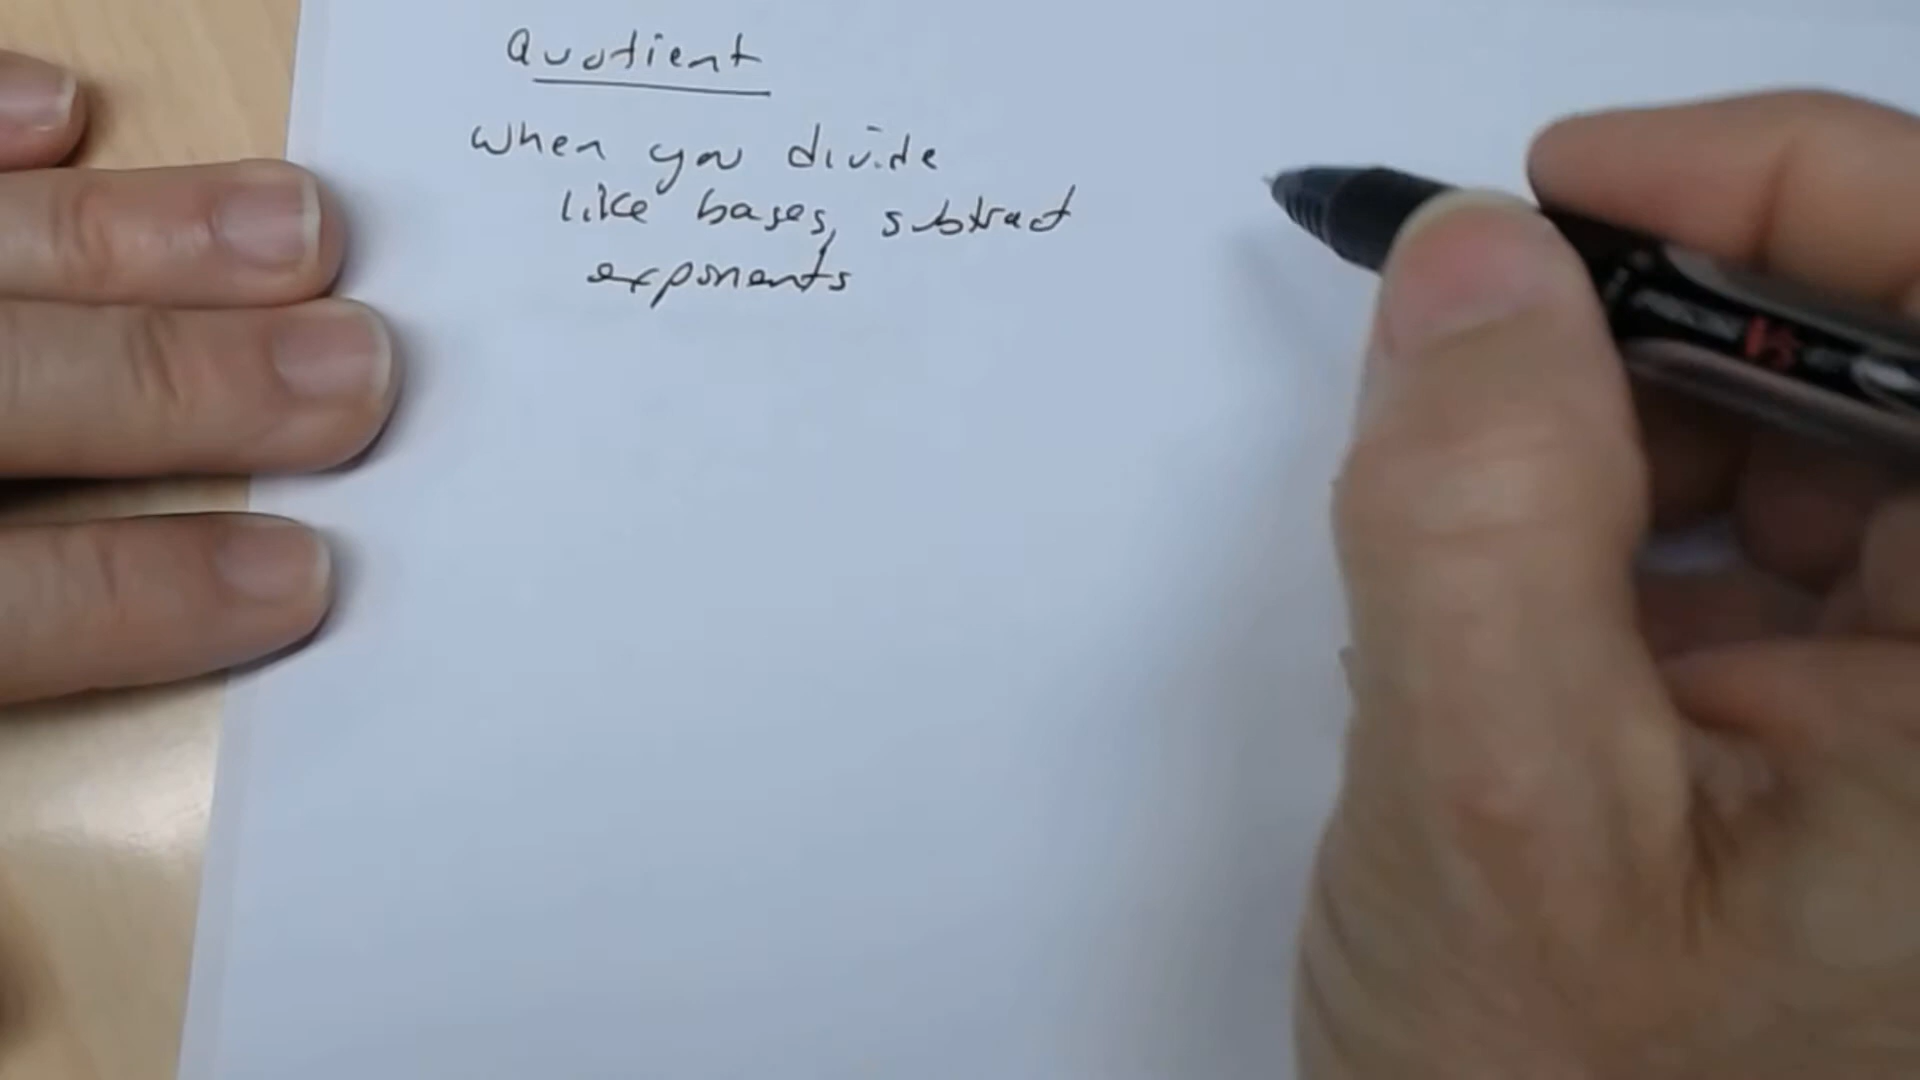 Quotient
when you divide
like bases, subtract
exponents